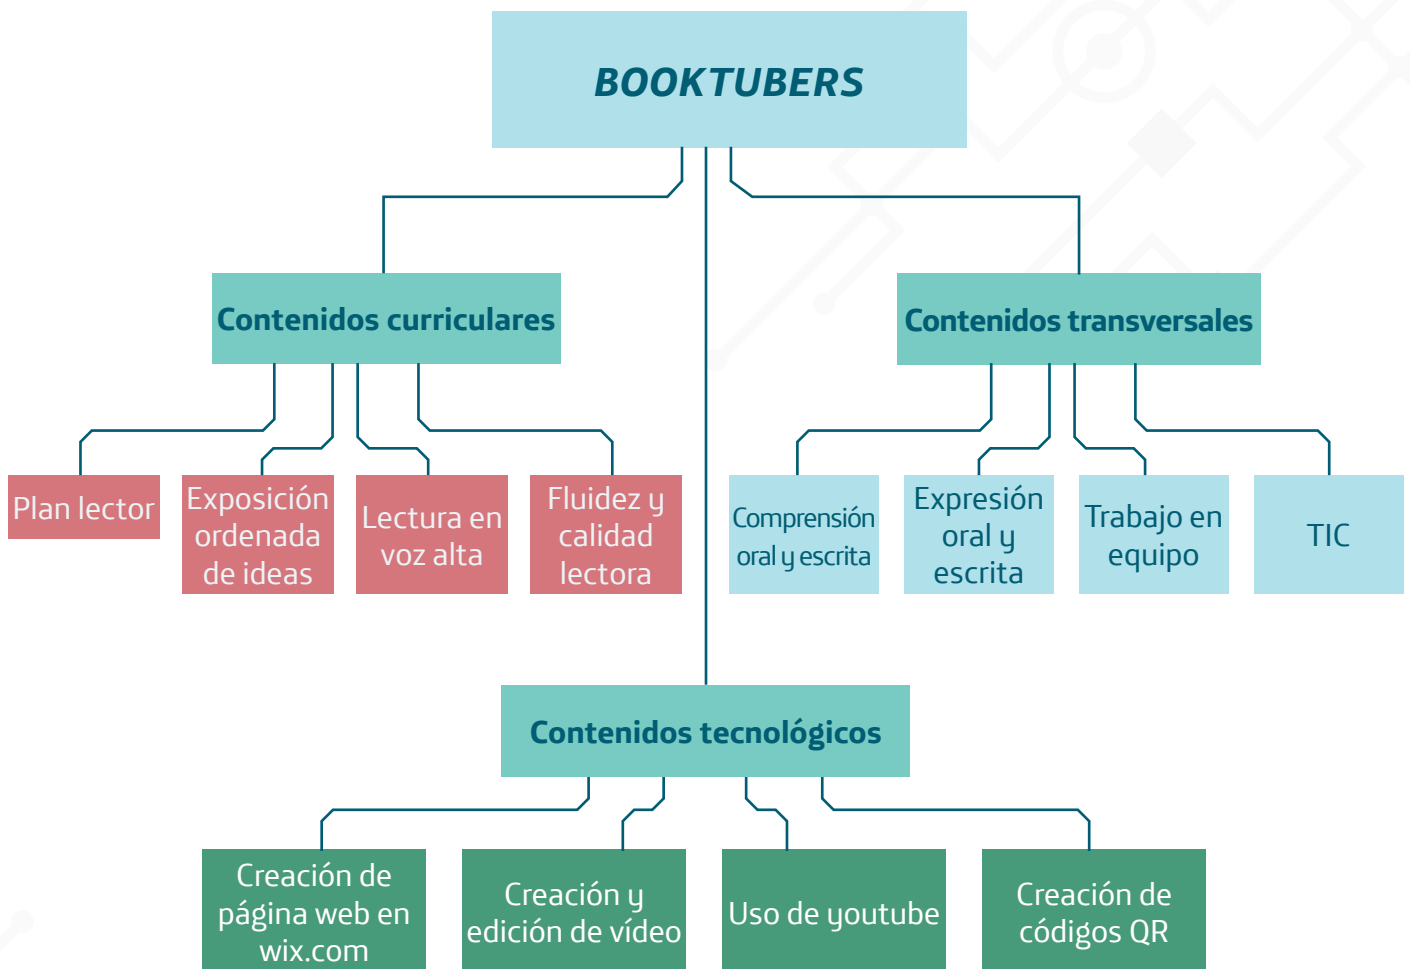 BOOKTUBERS
Contenidos curriculares
Contenidos transversales
Plan lector
Exposición
ordenada
de ideas
Lectura en
voz alta
Fluidez y
calidad
lectora
Comprensión
oral y escrita
Expresión
oral y
escrita
Trabajo en
equipo
TIC
Contenidos tecnológicos
Creación de
página web en
wix.com
Creación y
edición de vídeo
Uso de youtube
Creación de
códigos QR